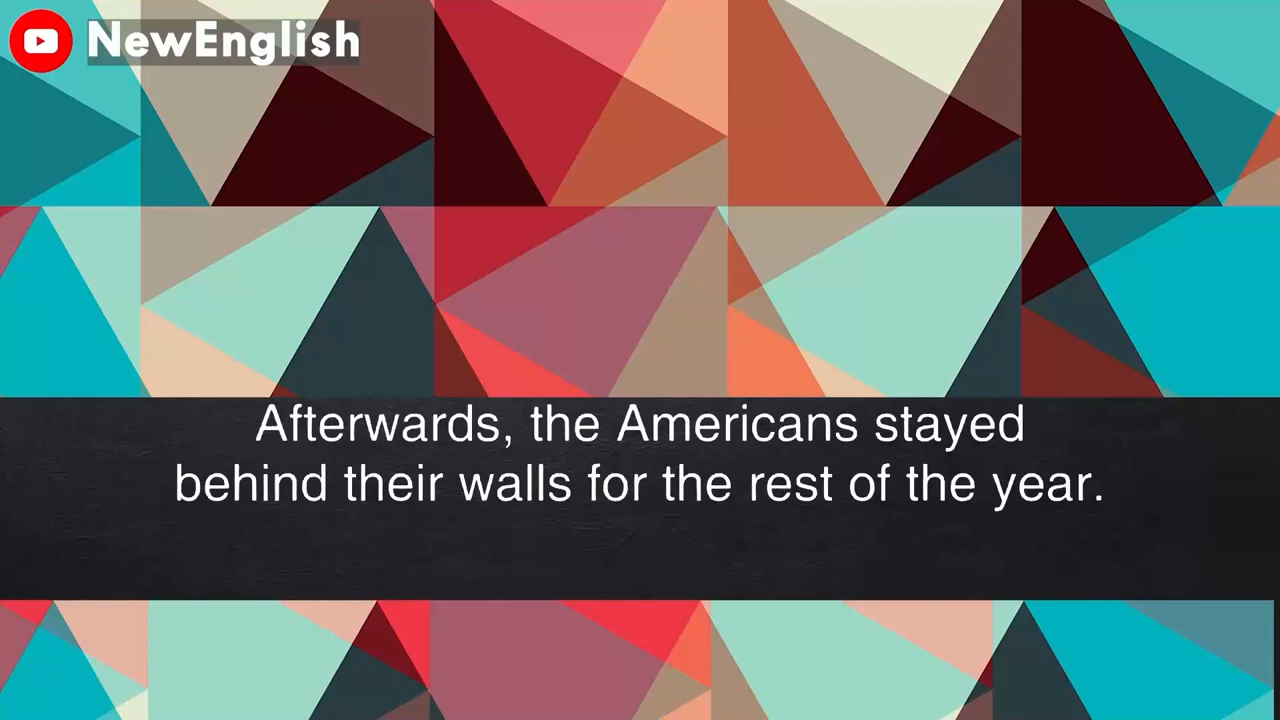 NewEnglish
Afterwards, the Americans stayed
behind their walls for the rest of the year.